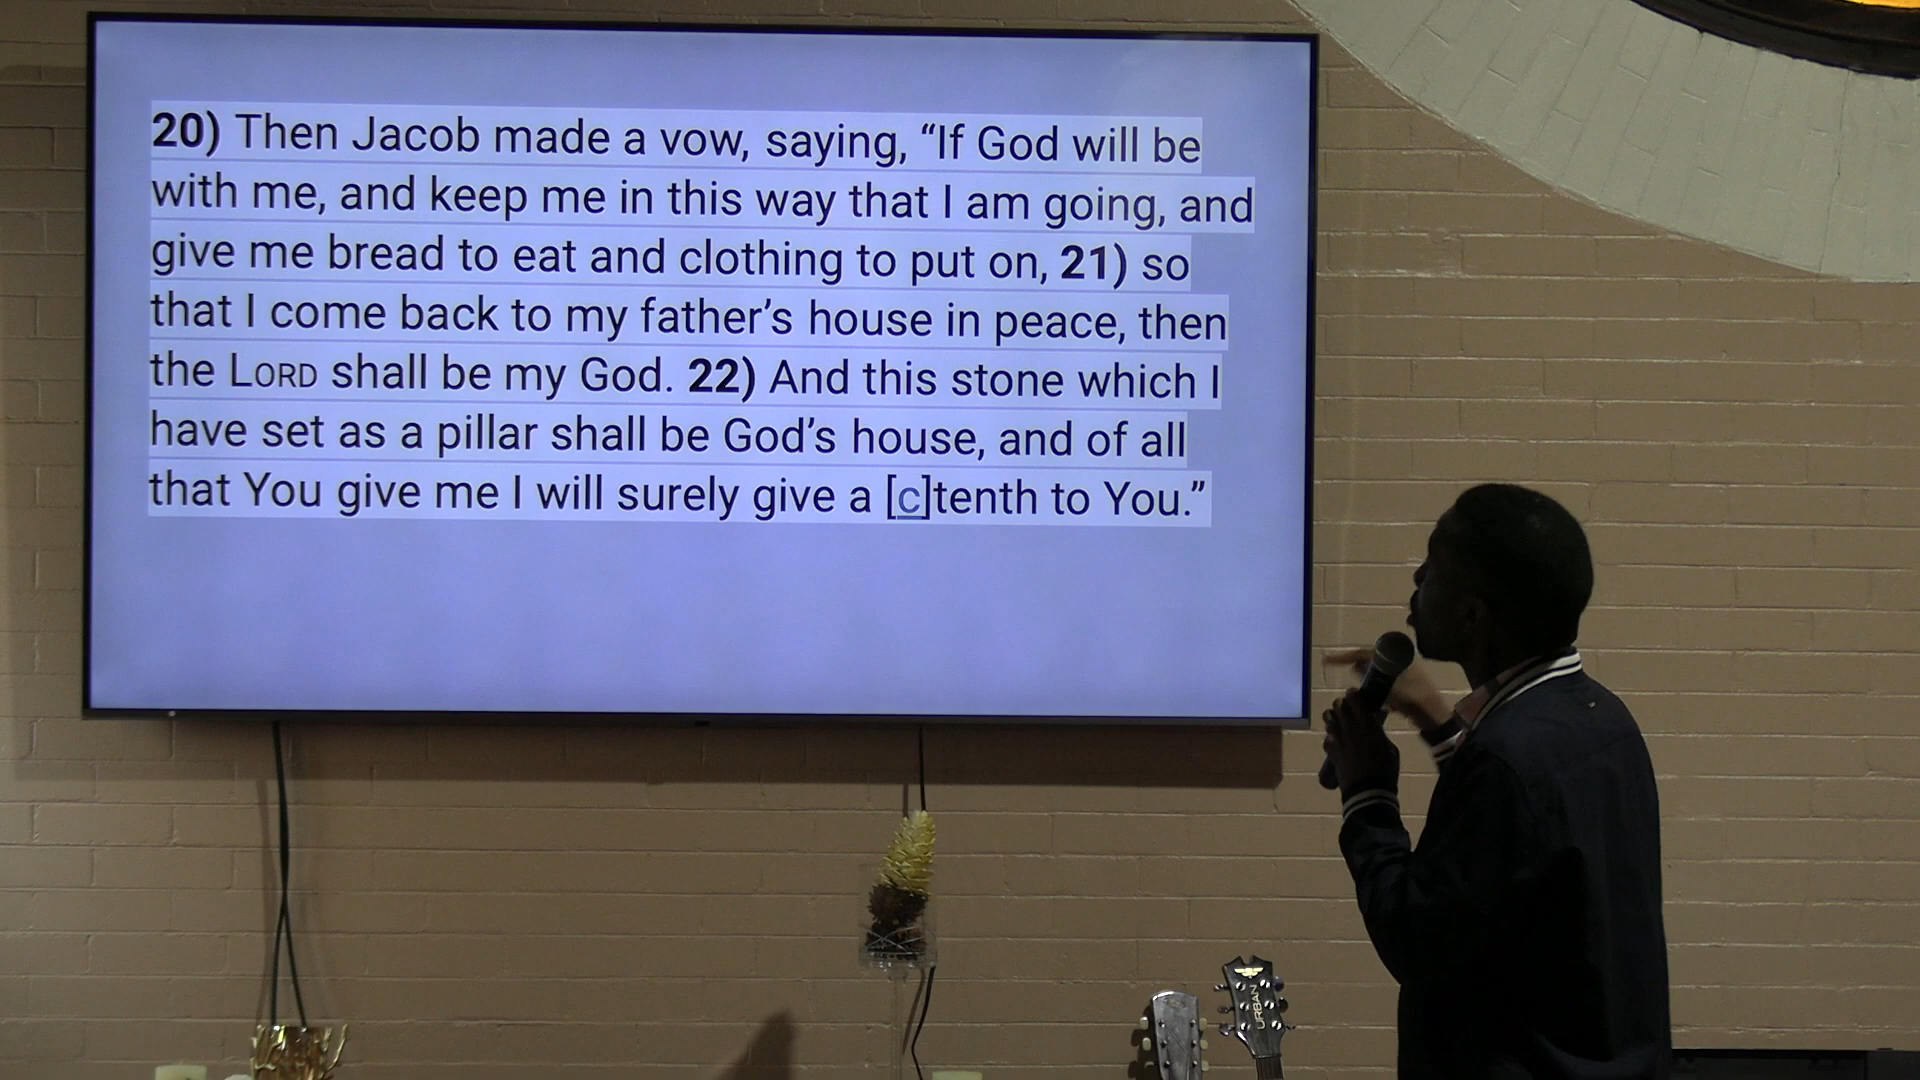 20) Then Jacob made a vow, saying, “If God will be
with me, and keep me in this way that I am going, and
give me bread to eat and clothing to put on, 21) so
that I come back to my father’s house in peace, then
the LORD shall be my God. 22) And this stone which I
have set as a pillar shall be God’s house, and of all
that You give me I will surely give a [c]tenth to You.”
URBAN